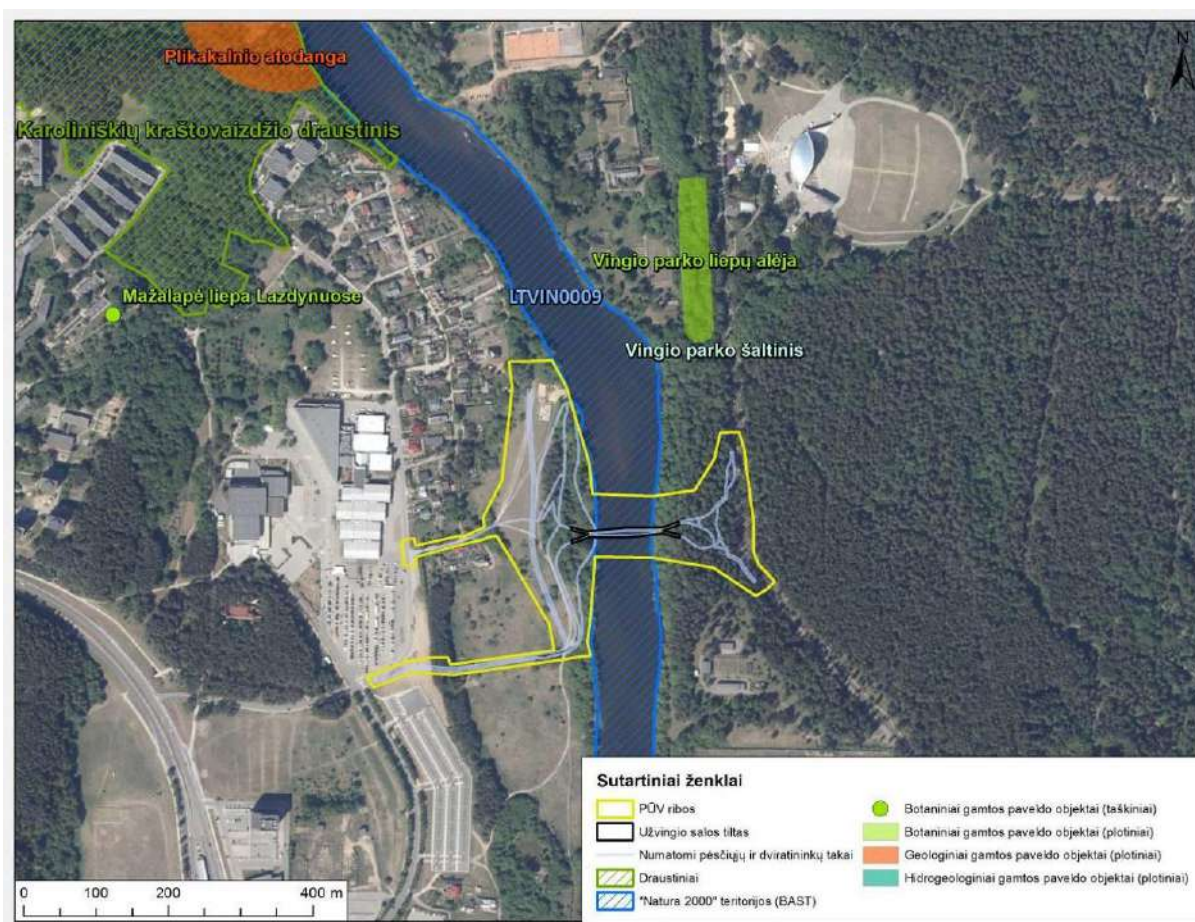 Plikakalnio atodanga
N
Karoliniškių kraštovaizdžio draustinis
Vingio parko liepų alėja
Mažalapė liepa Lazdynuose
LTVIN0009
Vingio parko šaltinis
Sutartiniai ženklai
PŪV ribos
Užvingio salos tiltas
Numatomi pėsčiųjų ir dviratininkų takai
Draustiniai
"Natura 2000" teritorijos (BAST)
Botaniniai gamtos paveldo objektai (taškiniai)
Botaniniai gamtos paveldo objektai (plotiniai)
Geologiniai gamtos paveldo objektai (plotiniai)
Hidrogeologiniai gamtos paveldo objektai (plotiniai)
0 100 200 400 m